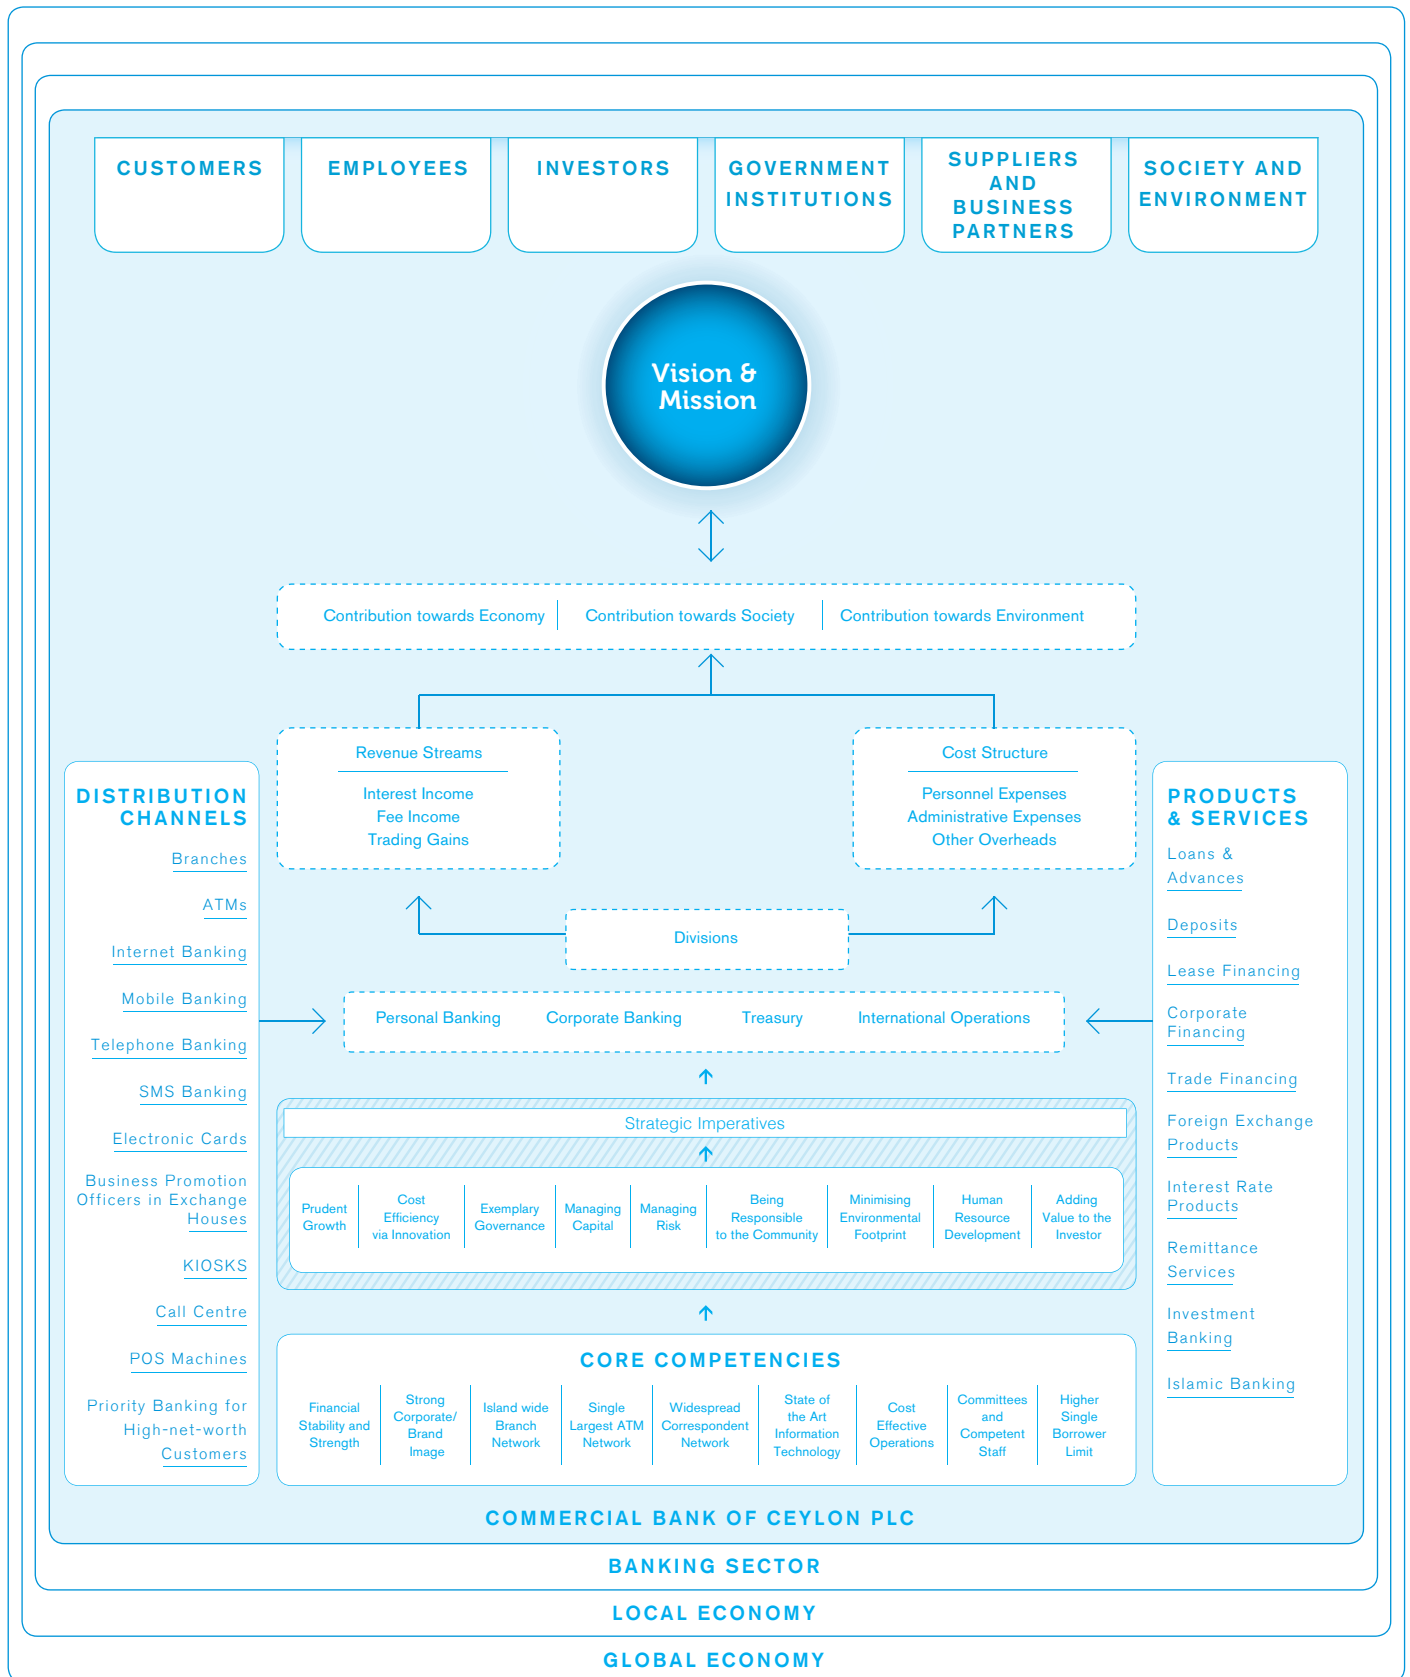 CUSTOMERS
EMPLOYEES
INVESTORS
GOVERNMENT
INSTITUTIONS
SUPPLIERS
AND
BUSINESS
PARTNERS
SOCIETY AND
ENVIRONMENT
Vision &
Mission
Contribution towards Economy
Contribution towards Society
Contribution towards Environment
Revenue Streams
Interest Income
Fee Income
Trading Gains
Cost Structure
Personnel Expenses
Administrative Expenses
Other Overheads
DISTRIBUTION
CHANNELS
Branches
ATMs
Internet Banking
Mobile Banking
Telephone Banking
SMS Banking
Electronic Cards
Business Promotion
Officers in Exchange
Houses
KIOSKS
Call Centre
POS Machines
Priority Banking for
High-net-worth
Customers
Divisions
Personal Banking
Corporate Banking
Treasury
International Operations
Strategic Imperatives
Prudent
Growth
Cost
Efficiency
via Innovation
Exemplary
Governance
Managing
Capital
Managing
Risk
Being
Responsible
to the Community
Minimising
Environmental
Footprint
Human
Resource
Development
Adding
Value to the
Investor
CORE COMPETENCIES
Financial
Stability and
Strength
Strong
Corporate/
Brand
Image
Island wide
Branch
Network
Single
Largest ATM
Network
Widespread
Correspondent
Network
State of
the Art
Information
Technology
Cost
Effective
Operations
Committees
and
Competent
Staff
Higher
Single
Borrower
Limit
PRODUCTS
& SERVICES
Loans &
Advances
Deposits
Lease Financing
Corporate
Financing
Trade Financing
Foreign Exchange
Products
Interest Rate
Products
Remittance
Services
Investment
Banking
Islamic Banking
COMMERCIAL BANK OF CEYLON PLC
BANKING SECTOR
LOCAL ECONOMY
GLOBAL ECONOMY